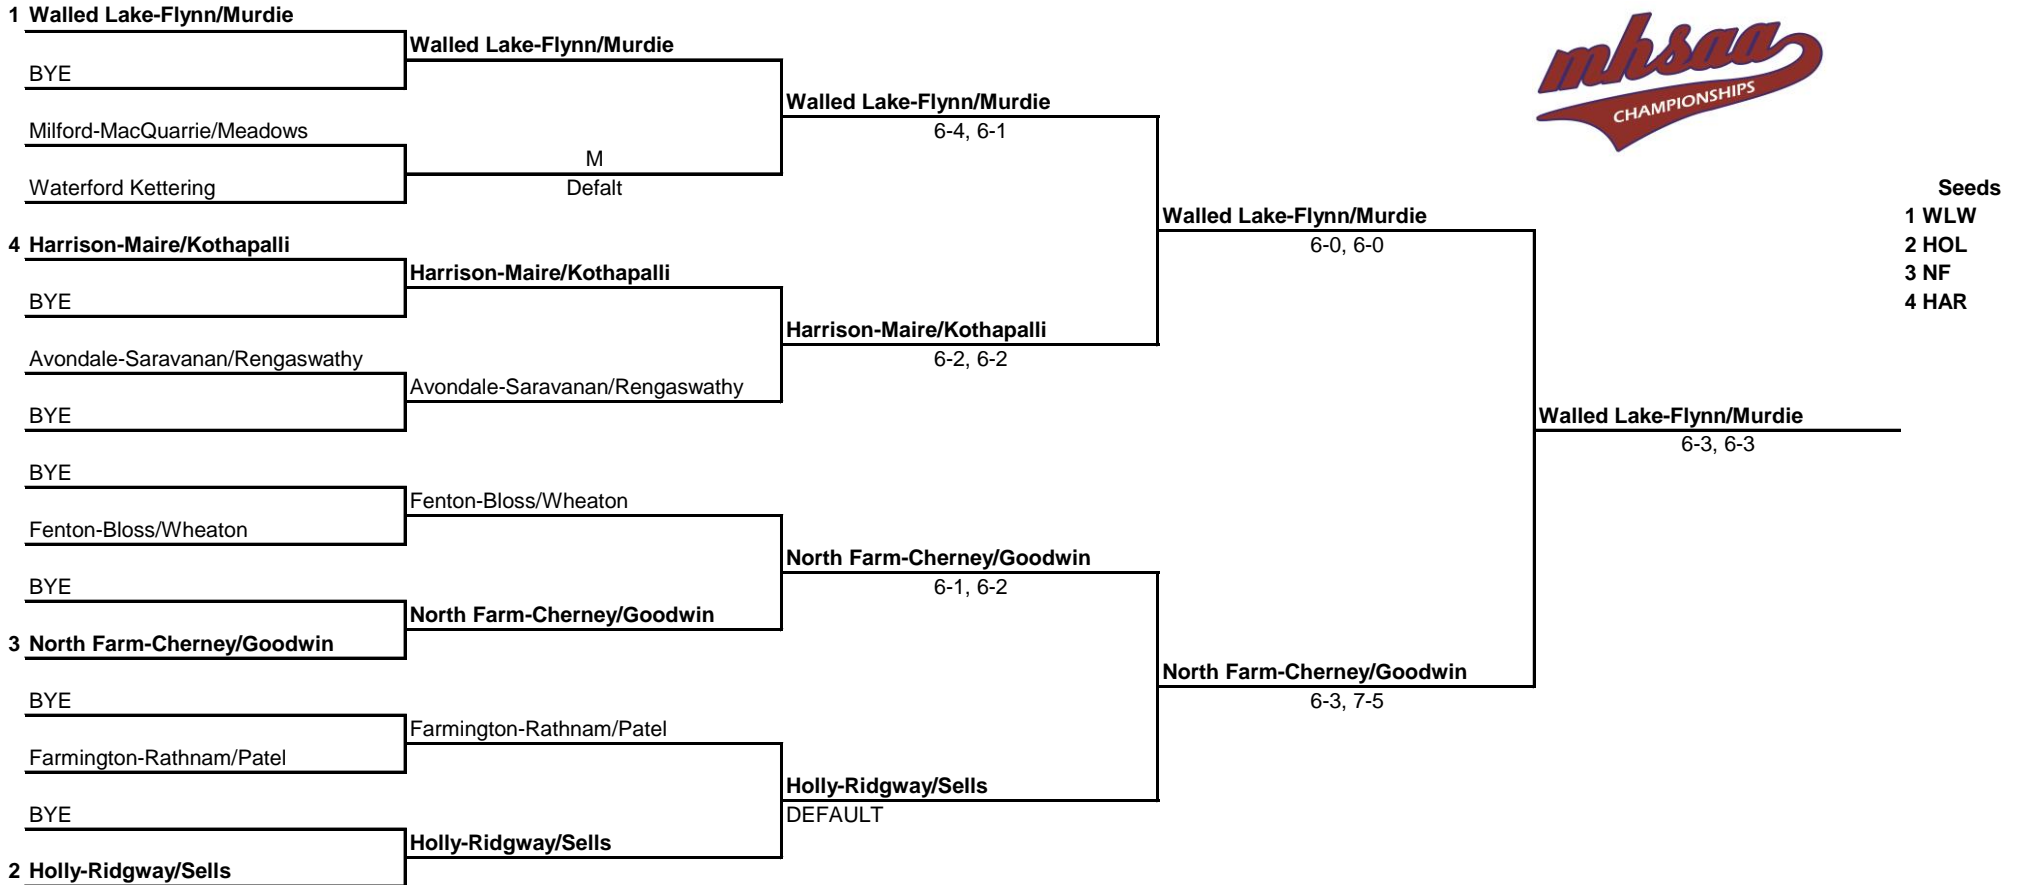 1 Walled Lake-Flynn/Murdie
BYE
Milford-MacQuarrie/Meadows
Waterford Kettering
4 Harrison-Maire/Kothapalli
BYE
Avondale-Saravanan/Rengaswathy
BYE
BYE
Fenton-Bloss/Wheaton
BYE
3 North Farm-Cherney/Goodwin
BYE
Farmington-Rathnam/Patel
BYE
2 Holly-Ridgway/Sells
Walled Lake-Flynn/Murdie
M
Defalt
Harrison-Maire/Kothapalli
Avondale-Saravanan/Rengaswathy
Fenton-Bloss/Wheaton
North Farm-Cherney/Goodwin
Farmington-Rathnam/Patel
Holly-Ridgway/Sells
Walled Lake-Flynn/Murdie
6-4, 6-1
Harrison-Maire/Kothapalli
6-2, 6-2
North Farm-Cherney/Goodwin
6-1, 6-2
Holly-Ridgway/Sells
DEFAULT
Walled Lake-Flynn/Murdie
6-0, 6-0
North Farm-Cherney/Goodwin
6-3, 7-5
Walled Lake-Flynn/Murdie
6-3, 6-3
mhsaa
CHAMPIONSHIPS
Seeds
1 WLW
2 HOL
3 NF
4 HAR